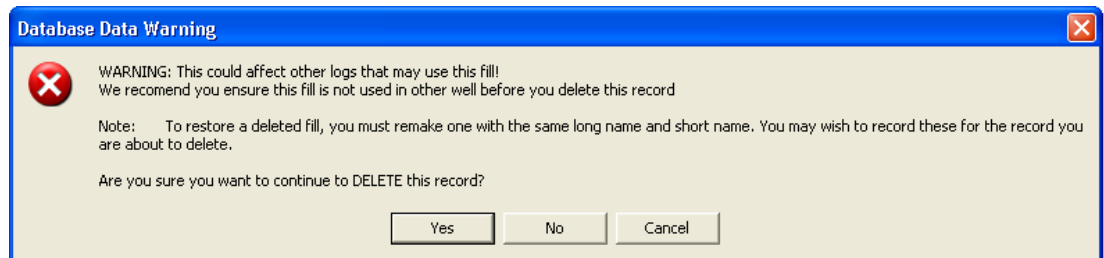 Database Data Warning
WARNING: This could affect other logs that may use this fill!
We recomend you ensure this fill is not used in other well before you delete this record
Note: To restore a deleted fill, you must remake one with the same long name and short name. You may wish to record these for the record you
are about to delete.
Are you sure you want to continue to DELETE this record?
Yes No Cancel